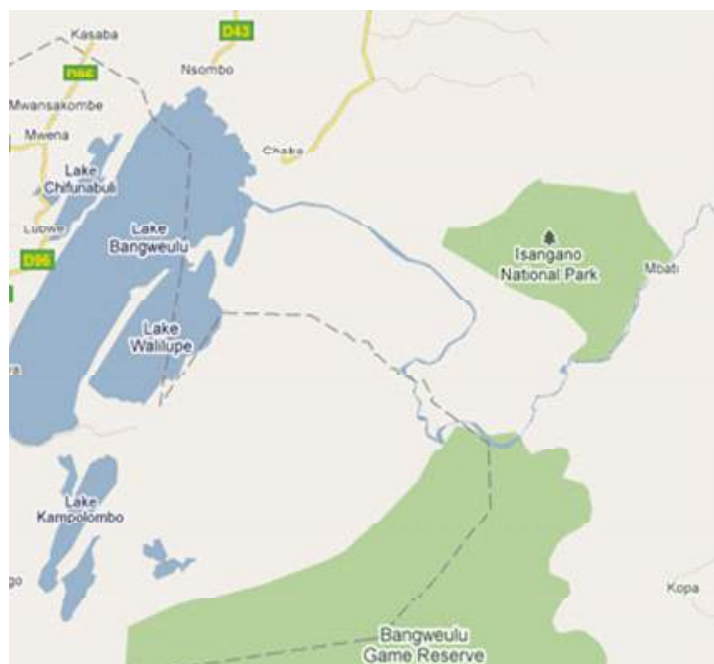 Kasaba
D43
Nsombo
Mwansakombe
Mwena
Chaka
Lake
Chifunabuli
Lubwe
Lake
Bangweulu
D96
Isangano
National Park
Mbati
Lake
Walilupe
Lake
Kampolombo
Kopa
Bangweulu
Game Reserve